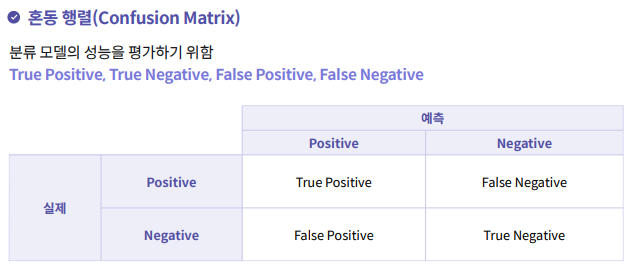 혼동 행렬(Confusion Matrix)
분류 모델의 성능을 평가하기 위함
True Positive, True Negative, False Positive, False Negative
예측
Positive Negative
실제 Positive True Positive False Negative
Negative False Positive True Negative